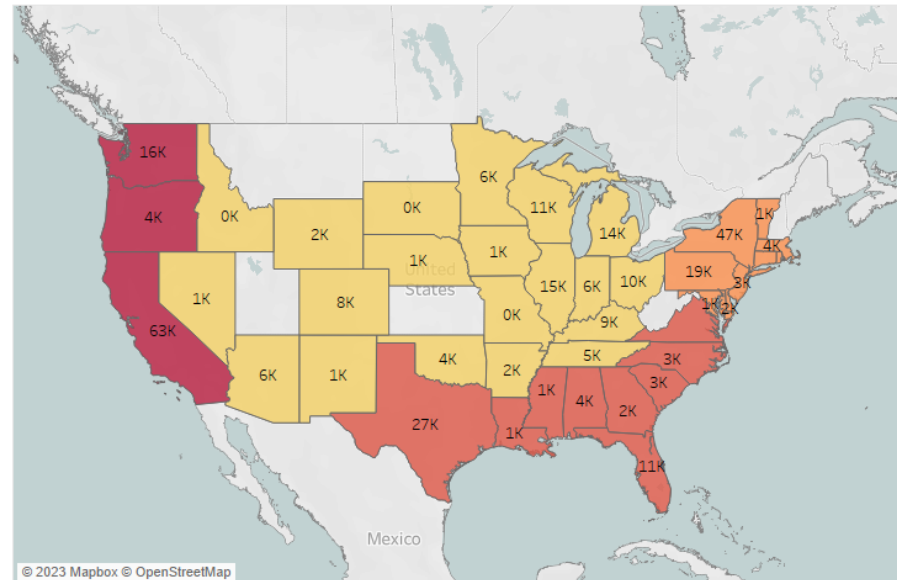 16K
6K
4K
0K
0K
11K
1K
2K
14K
47K
1K
1K
4K
United
States
1K
8K
15K
6K
10K
19K
3K
1K
2K
63K
0K
9K
6K
1K
4K
2K
5K
3K
27K
1K
1K
4K
2K
3K
11K
Mexico
© 2023 Mapbox © OpenStreetMap